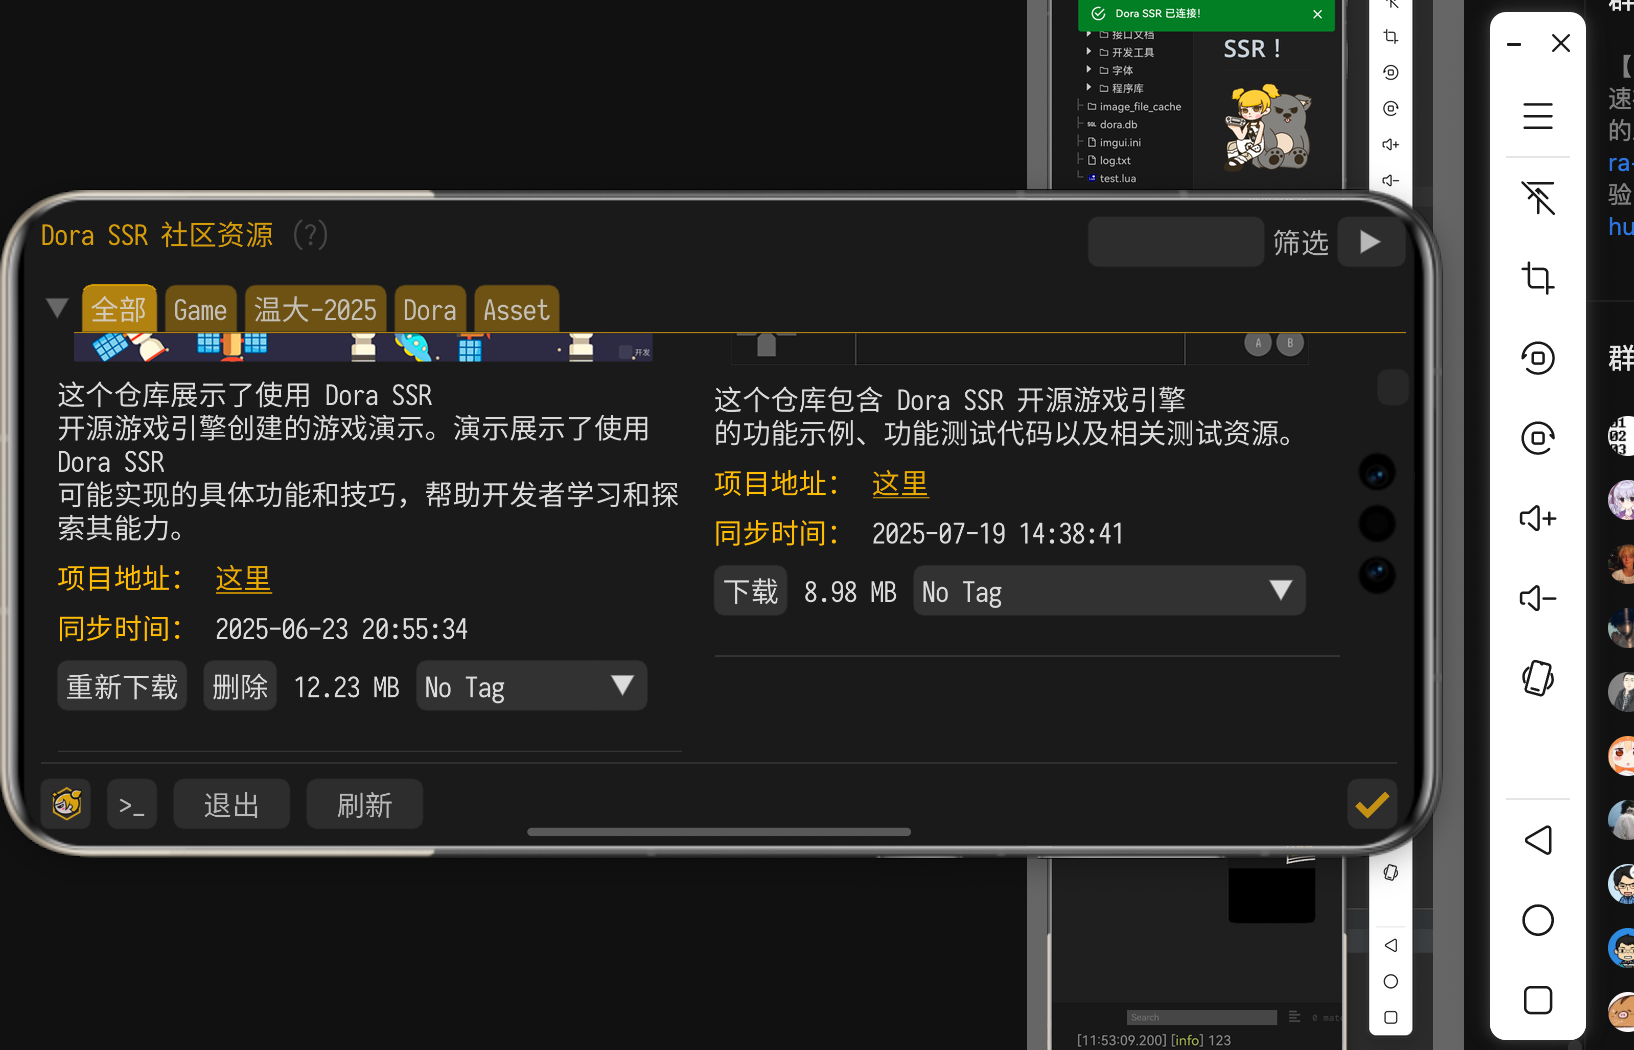 Dora SSR 已连接!
接口文档
开发工具
字体
程序库
image_file_cache
dora.db
imgui.ini
log.txt
test.lua
SSR！
Dora SSR 社区资源 (?)
筛选
全部
Game
温大-2025
Dora
Asset
开发
A
B
这个仓库展示了使用 Dora SSR
开源游戏引擎创建的游戏演示。演示展示了使用
Dora SSR
可能实现的具体功能和技巧，帮助开发者学习和探
索其能力。
项目地址： 这里
同步时间： 2025-06-23 20:55:34
重新下载 删除 12.23 MB No Tag
这个仓库包含 Dora SSR 开源游戏引擎
的功能示例、功能测试代码以及相关测试资源。
项目地址： 这里
同步时间： 2025-07-19 14:38:41
下载 8.98 MB No Tag
>_ 退出 刷新
Search
[11:53:09.200] [info] 123
群
【
速
的
ra-
验
hu
群
01
02
03